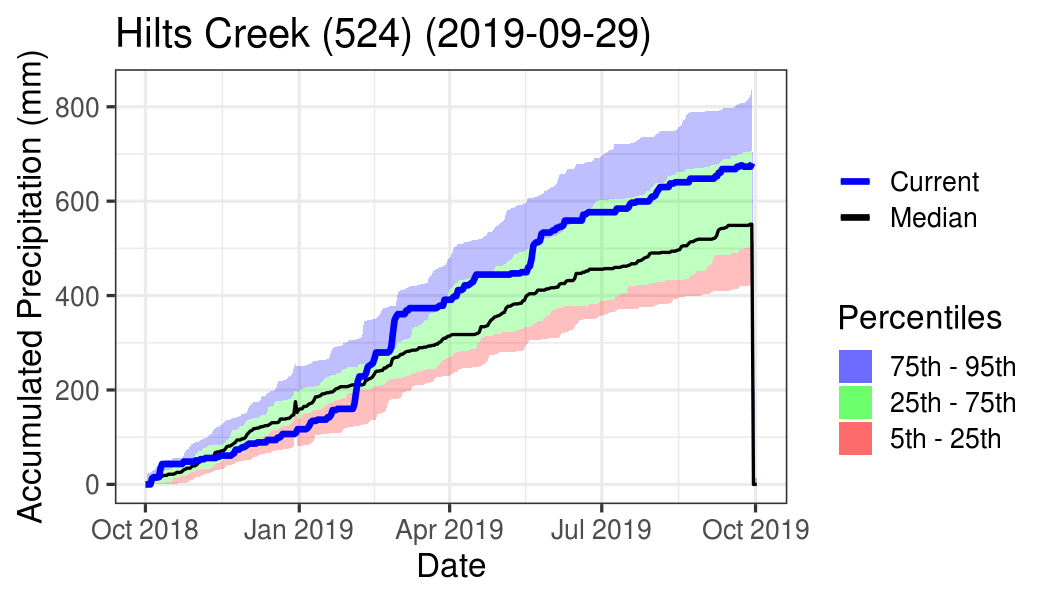 Hilts Creek (524) (2019-09-29)
Accumulated Precipitation (mm)
800
600
400
200
0
Oct 2018
Jan 2019
Apr 2019
Jul 2019
Oct 2019
Date
Current
Median
Percentiles
75th - 95th
25th - 75th
5th - 25th